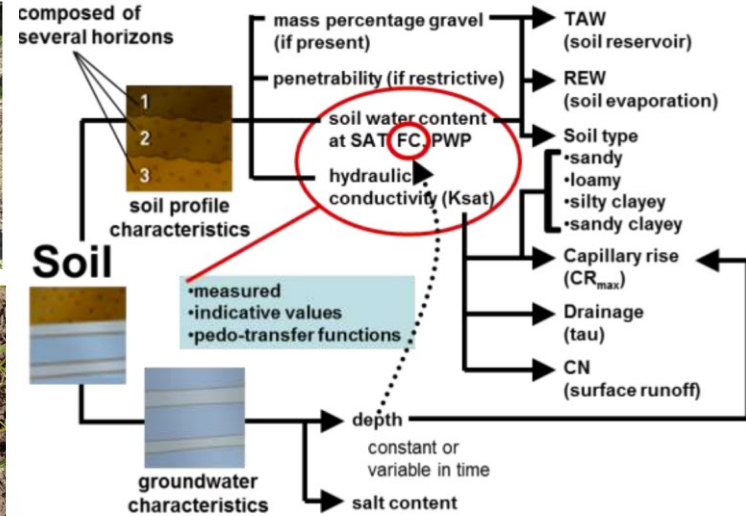 composed of
several horizons
1
2
3
soil profile
characteristics
mass percentage gravel
(if present)
penetrability (if restrictive)
soil water content
at SAT, FC, PWP
hydraulic
conductivity (Ksat)
TAW
(soil reservoir)
REW
(soil evaporation)
Soil type
•sandy
•loamy
•silty clayey
•sandy clayey
Capillary rise
(CRmax)
Drainage
(tau)
CN
(surface runoff)
Soil
•measured
•indicative values
•pedo-transfer functions
groundwater
characteristics
depth
constant or
variable in time
salt content